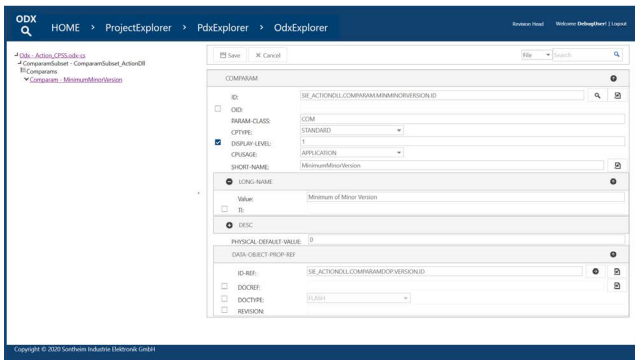 ODX
HOME > ProjectExplorer > PdxExplorer > OdxExplorer
Revision Head Welcome DebugUser! | Logout
Odx - Action_CPSS.odx-cs
ComparamSubset - ComparamSubset_ActionDll
Comparams
Comparam - MinimumMinorVersion
Save Cancel
File Search
COMPARAM
ID: SIE_ACTIONDLL.COMPARAM.MINMINORVERSION.ID
OID:
PARAM-CLASS: COM
CPTYPE: STANDARD
DISPLAY-LEVEL: 1
CPUSAGE: APPLICATION
SHORT-NAME: MinimumMinorVersion
LONG-NAME
Value: Minimum of Minor Version
TI:
DESC
PHYSICAL-DEFAULT-VALUE: 0
DATA-OBJECT-PROP-REF
ID-REF: SIE_ACTIONDLL.COMPARAMDOP.VERSION.ID
DOCREF:
DOCTYPE: FLASH
REVISION:
Copyright © 2020 Sontheim Industrie Elektronik GmbH